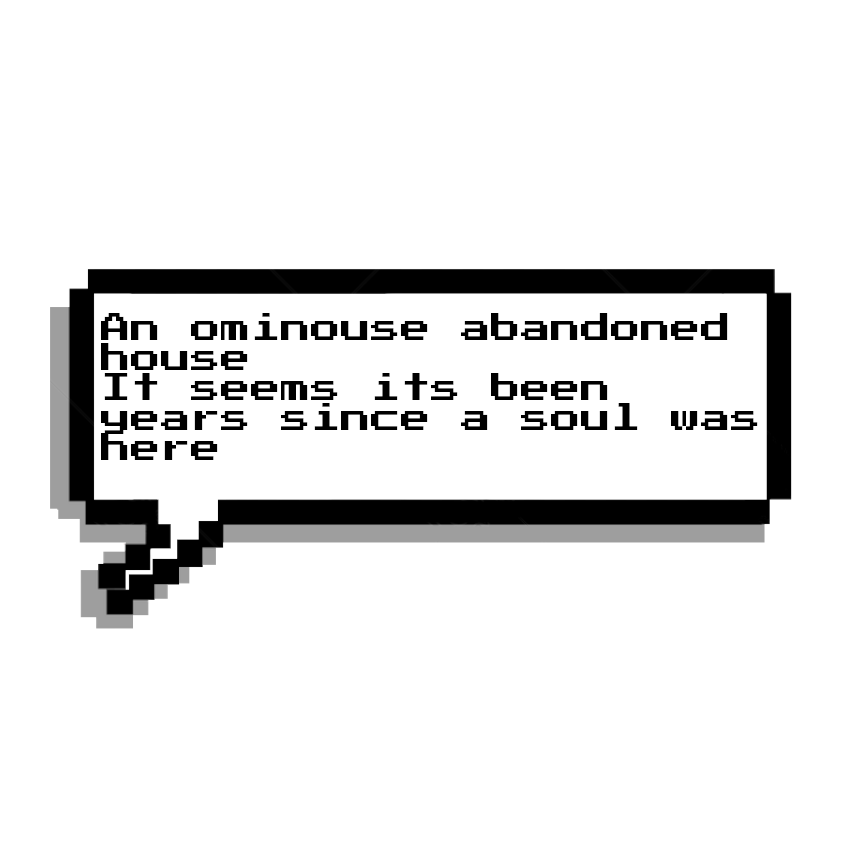 An ominouse abandoned
house
It seems its been
years since a soul was
here